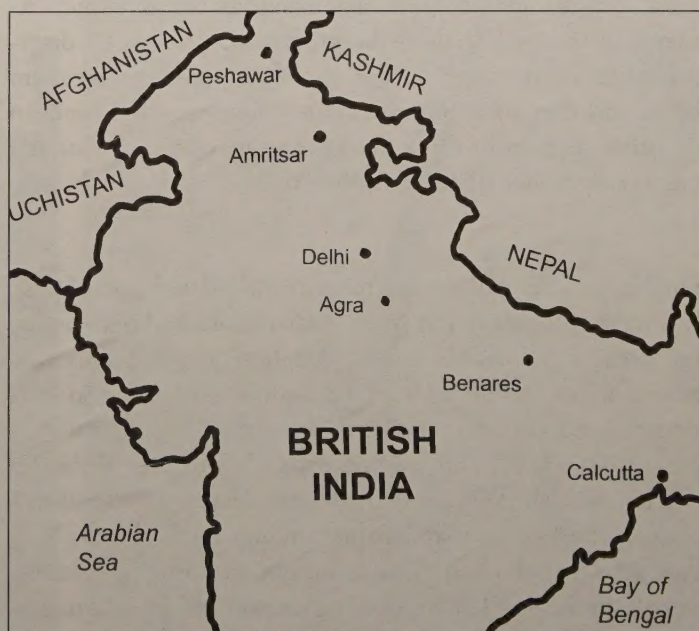 AFGHANISTAN
Peshawar
KASHMIR
Amritsar
UCHISTAN
Delhi
NEPAL
Agra
Benares
BRITISH
INDIA
Calcutta
Arabian
Sea
Bay of
Bengal